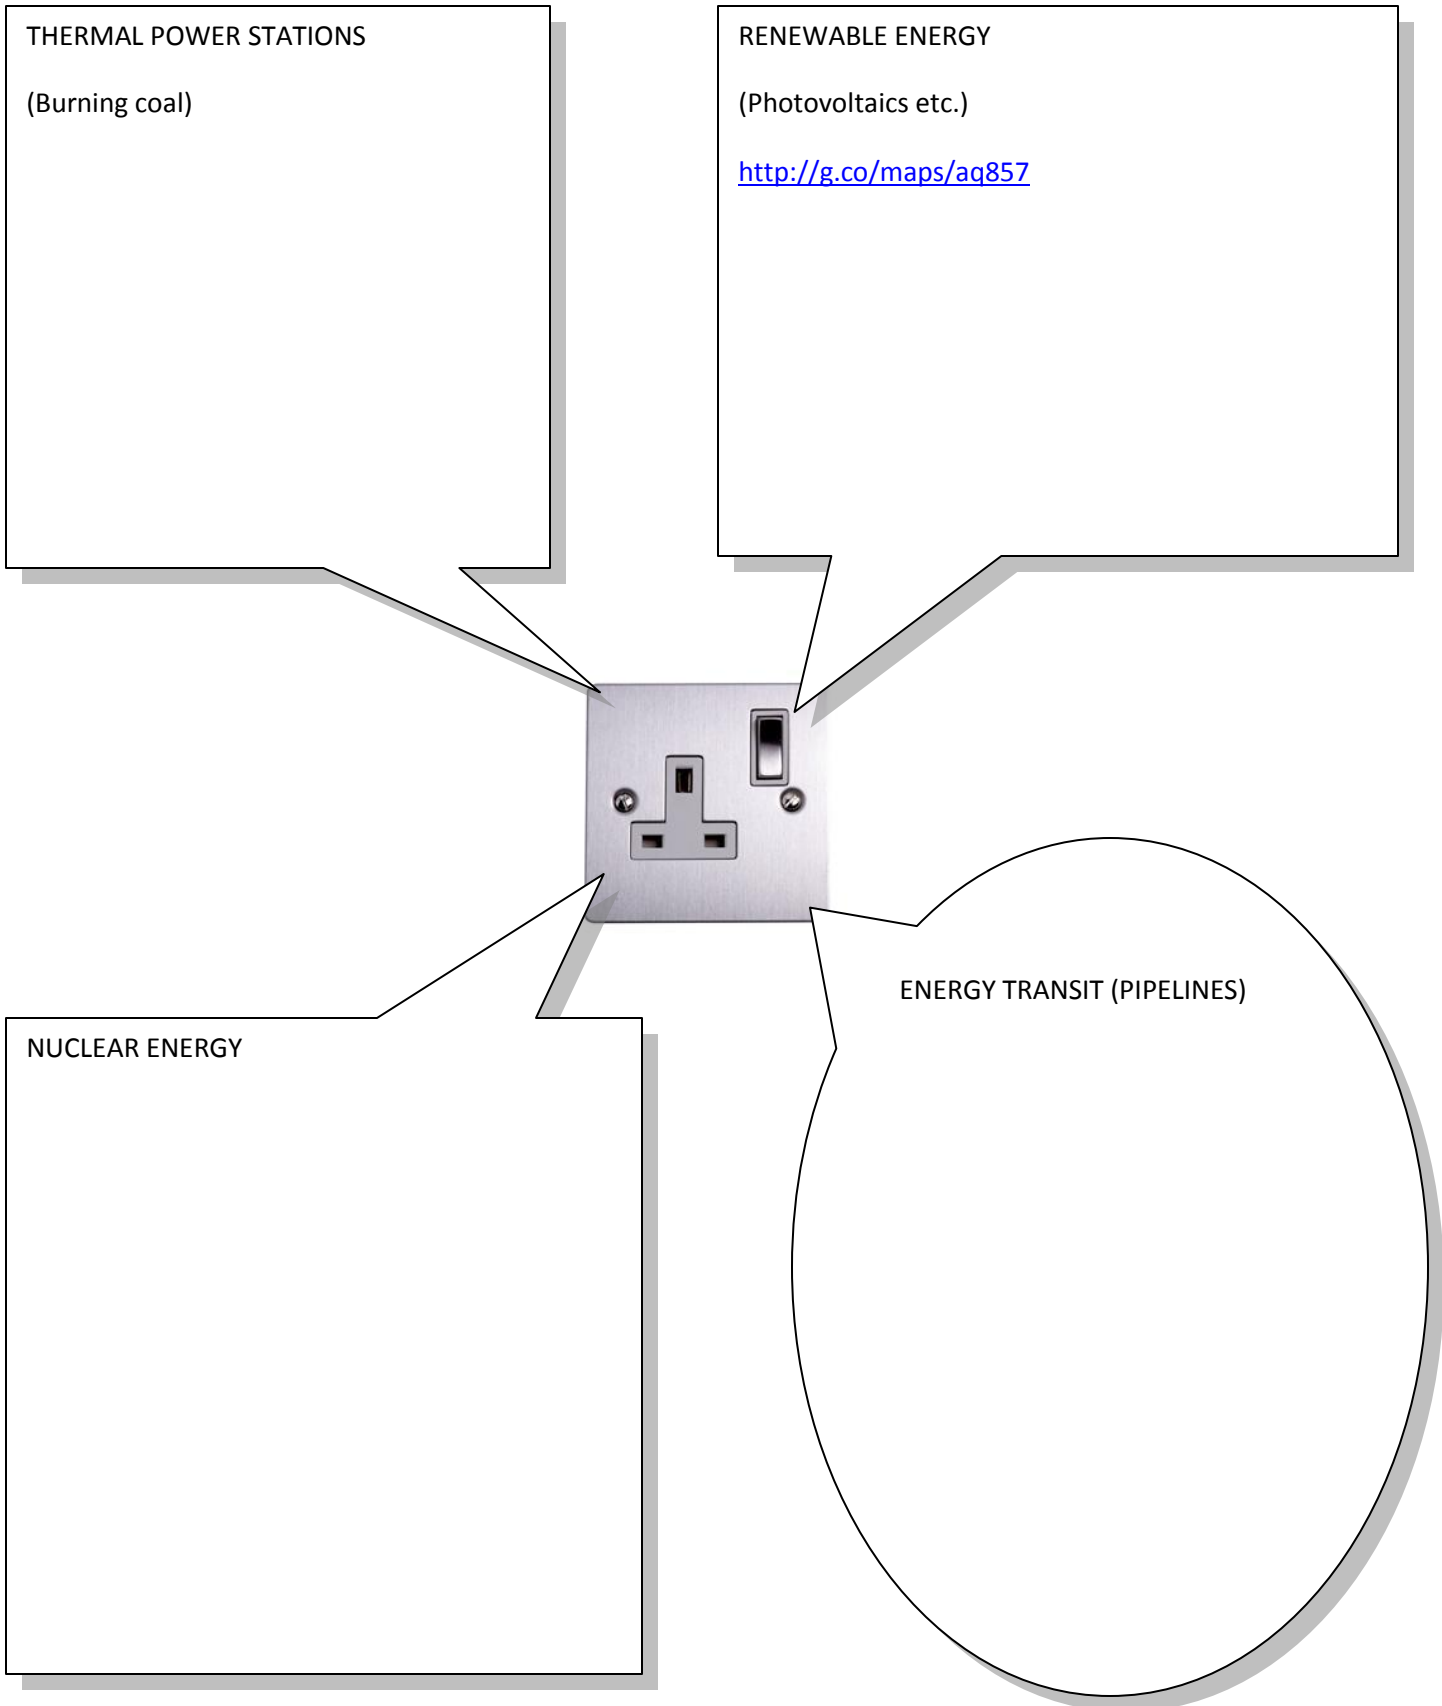 THERMAL POWER STATIONS
(Burning coal)
RENEWABLE ENERGY
(Photovoltaics etc.)
http://g.co/maps/aq857
NUCLEAR ENERGY
ENERGY TRANSIT (PIPELINES)